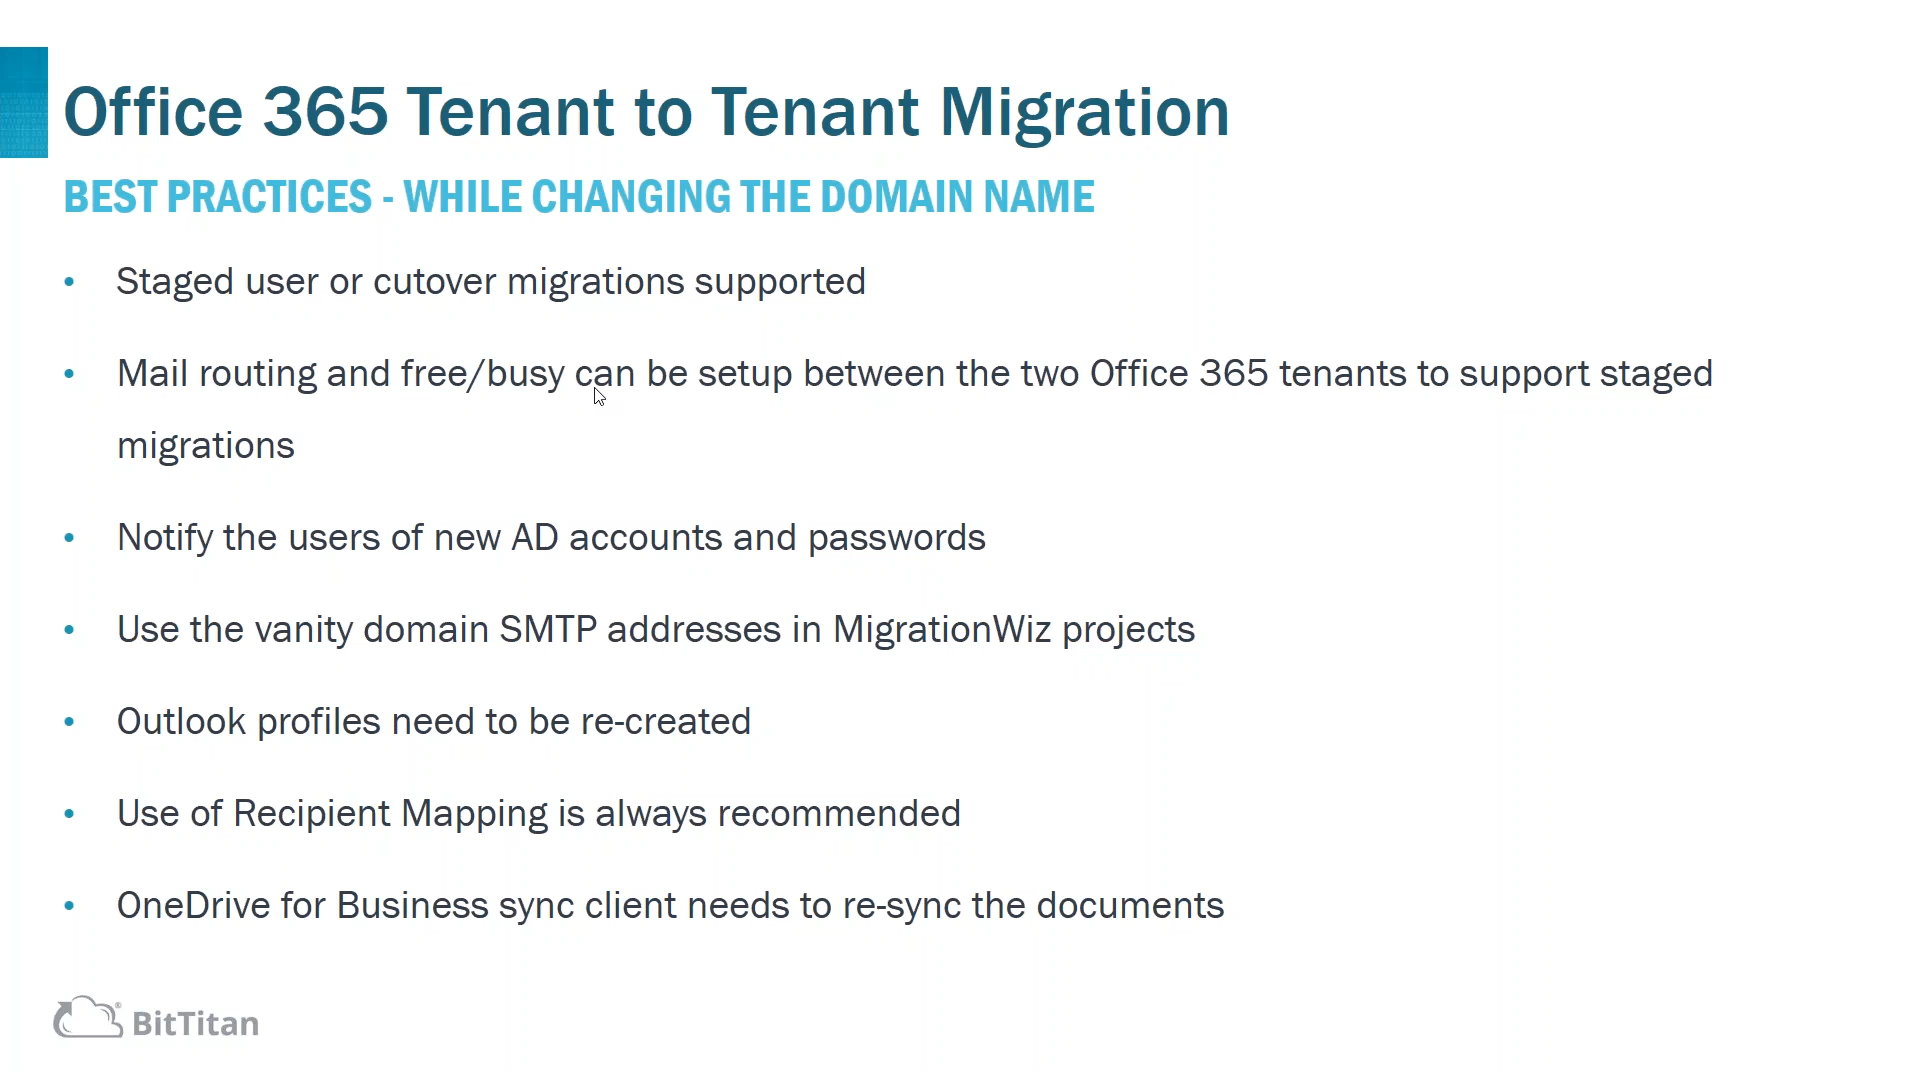 Office 365 Tenant to Tenant Migration
BEST PRACTICES - WHILE CHANGING THE DOMAIN NAME
• Staged user or cutover migrations supported
• Mail routing and free/busy can be setup between the two Office 365 tenants to support staged
migrations
• Notify the users of new AD accounts and passwords
• Use the vanity domain SMTP addresses in MigrationWiz projects
• Outlook profiles need to be re-created
• Use of Recipient Mapping is always recommended
• OneDrive for Business sync client needs to re-sync the documents
® BitTitan